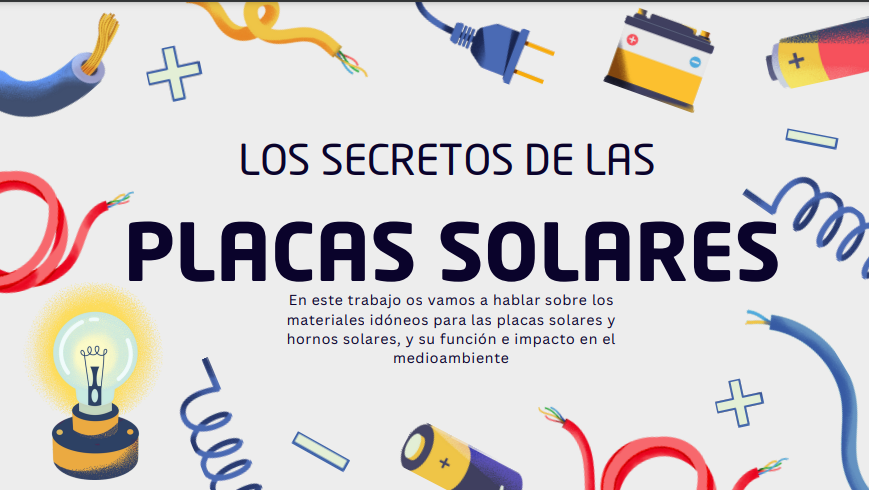 LOS SECRETOS DE LAS
PLACAS SOLARES
En este trabajo os vamos a hablar sobre los
materiales idóneos para las placas solares y
hornos solares, y su función e impacto en el
medioambiente